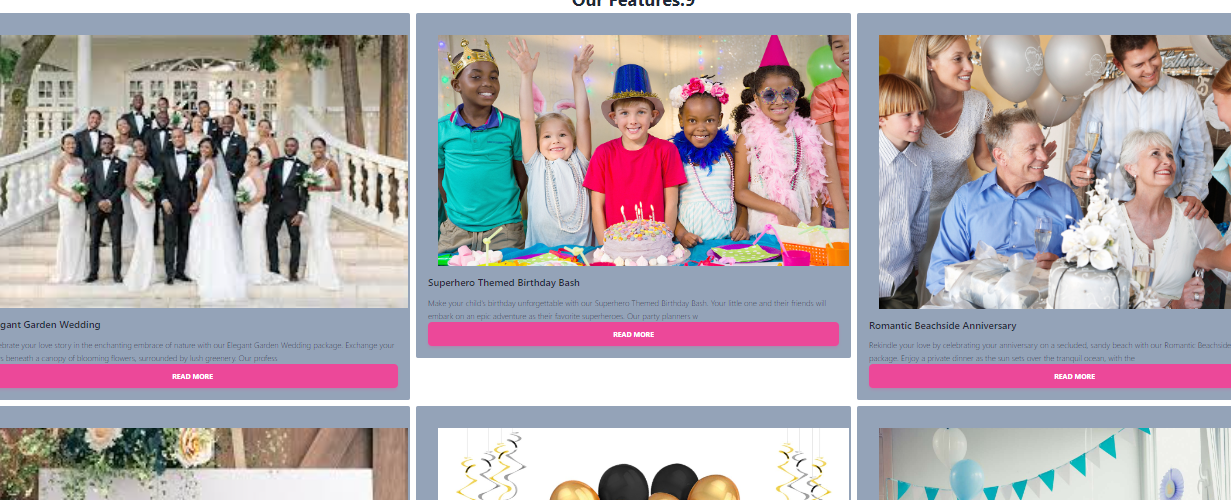 Our Features:9
gant Garden Wedding
ebrate your love story in the enchanting embrace of nature with our Elegant Garden Wedding package. Exchange your
s beneath a canopy of blooming flowers, surrounded by lush greenery. Our profess
READ MORE
Superhero Themed Birthday Bash
Make your child's birthday unforgettable with our Superhero Themed Birthday Bash. Your little one and their friends will
embark on an epic adventure as their favorite superheroes. Our party planners w
READ MORE
Romantic Beachside Anniversary
Rekindle your love by celebrating your anniversary on a secluded, sandy beach with our Romantic Beachside
package. Enjoy a private dinner as the sun sets over the tranquil ocean, with the
READ MORE